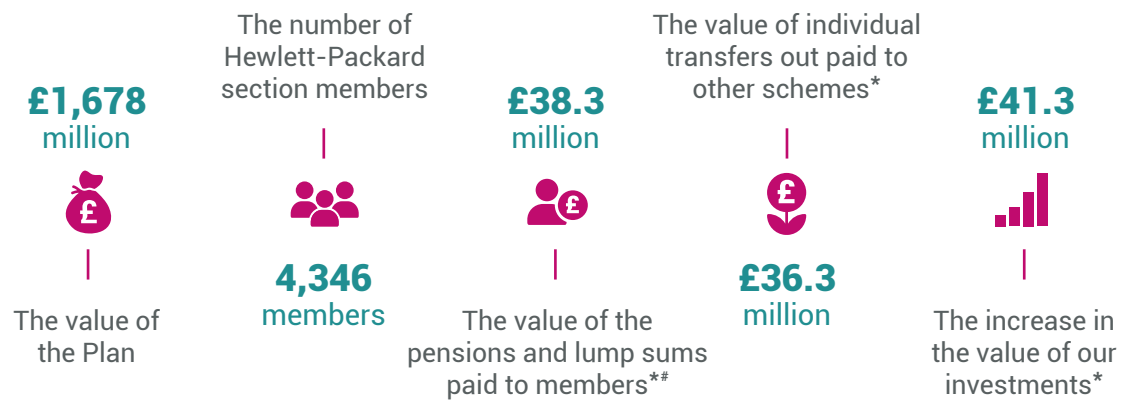 £1,678
million
£
The value of
the Plan
The number of
Hewlett-Packard
section members
4,346
members
£38.3
million
£
The value of the
pensions and lump sums
paid to members*#
The value of individual
transfers out paid to
other schemes*
£
£36.3
million
£41.3
million
The increase in
the value of our
investments*